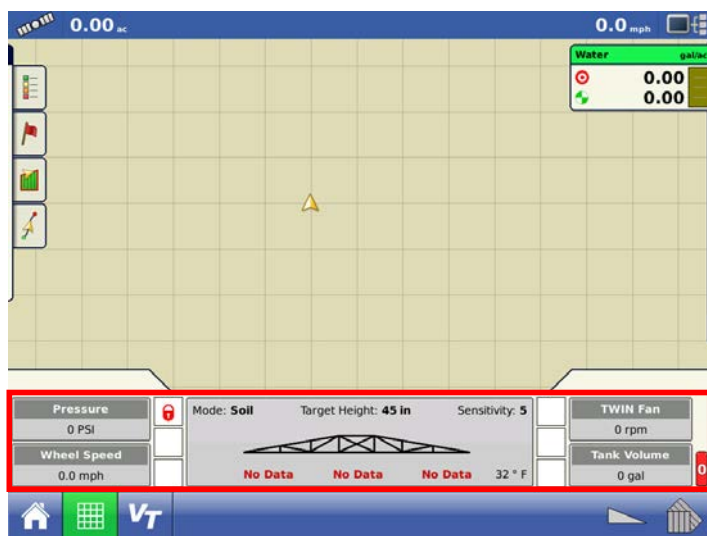 0.00 ac
0.0 mph
Water gal/ac
0.00
0.00
Pressure
0 PSI
Wheel Speed
0.0 mph
Mode: Soil Target Height: 45 in Sensitivity: 5
No Data No Data No Data 32 ° F
TWIN Fan
0 rpm
Tank Volume
0 gal
0
VT